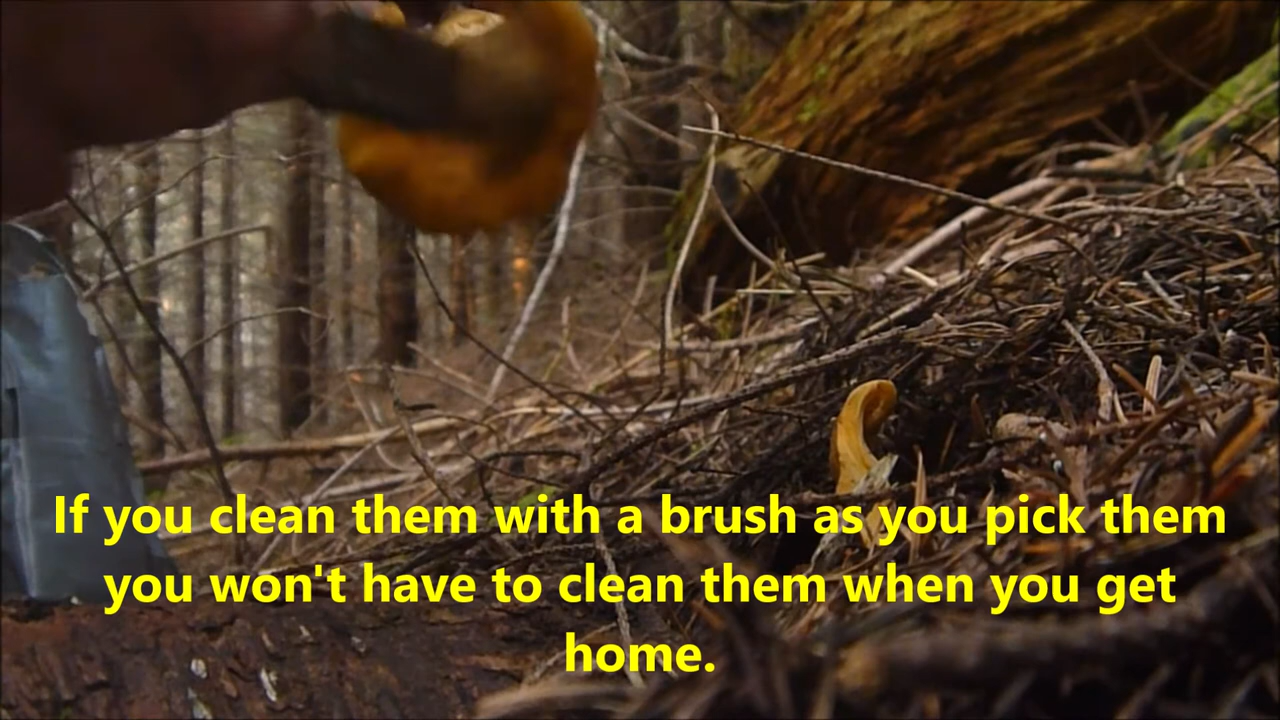 If you clean them with a brush as you pick them
you won't have to clean them when you get
home.